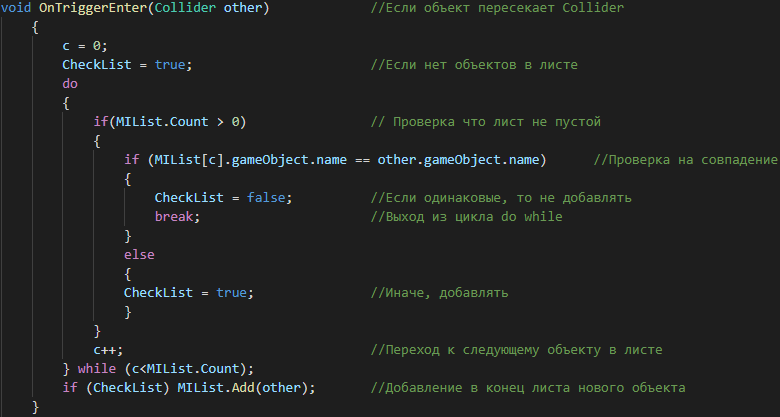 void OnTriggerEnter(Collider other) //Если объект пересекает Collider
{
c = 0;
CheckList = true; //Если нет объектов в листе
do
{
if(MIList.Count > 0) // Проверка что лист не пустой
{
if (MIList[c].gameObject.name == other.gameObject.name) //Проверка на совпадение
{
CheckList = false; //Если одинаковые, то не добавлять
break; //Выход из цикла do while
}
else
{
CheckList = true; //Иначе, добавлять
}
}
c++; //Переход к следующему объекту в листе
} while (c<MIList.Count);
if (CheckList) MIList.Add(other); //Добавление в конец листа нового объекта
}